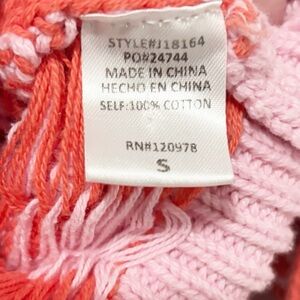 STYLE#J18164
PO#24744
MADE IN CHINA
HECHO EN CHINA
SELF:100% COTTON
RN#120978
S